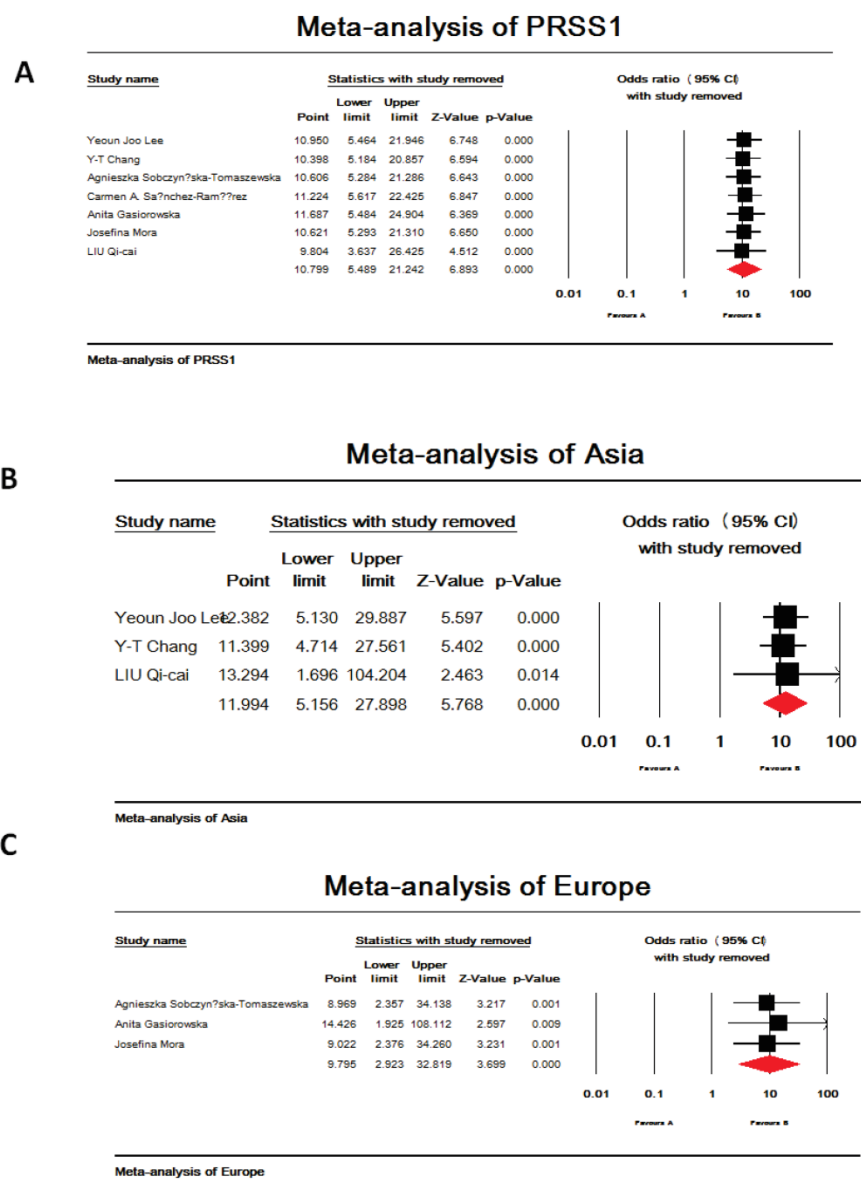 Meta-analysis of PRSS1
A
Study name Statistics with study removed Odds ratio (95% CI) with study removed
Lower Upper
Point limit limit Z-Value p-Value
Yeoun Joo Lee 10.950 5.464 21.946 6.748 0.000
Y-T Chang 10.398 5.184 20.857 6.594 0.000
Agnieszka Sobczyn?ska-Tomaszewska 10.606 5.284 21.286 6.643 0.000
Carmen A. Sa?nchez-Ram??rez 11.224 5.617 22.425 6.847 0.000
Anita Gasiorowska 11.687 5.484 24.904 6.369 0.000
Josefina Mora 10.621 5.293 21.310 6.650 0.000
LIU Qi-cai 9.804 3.637 26.425 4.512 0.000
10.799 5.489 21.242 6.893 0.000
0.01 0.1 1 10 100
Favours A Favours B
Meta-analysis of PRSS1
Meta-analysis of Asia
B
Study name Statistics with study removed Odds ratio (95% CI) with study removed
Lower Upper
Point limit limit Z-Value p-Value
Yeoun Joo Lee 12.382 5.130 29.887 5.597 0.000
Y-T Chang 11.399 4.714 27.561 5.402 0.000
LIU Qi-cai 13.294 1.696 104.204 2.463 0.014
11.994 5.156 27.898 5.768 0.000
0.01 0.1 1 10 100
Favours A Favours B
Meta-analysis of Asia
C
Meta-analysis of Europe
Study name Statistics with study removed Odds ratio (95% CI) with study removed
Lower Upper
Point limit limit Z-Value p-Value
Agnieszka Sobczyn?ska-Tomaszewska 8.969 2.357 34.138 3.217 0.001
Anita Gasiorowska 14.426 1.925 108.112 2.597 0.009
Josefina Mora 9.022 2.376 34.260 3.231 0.001
9.795 2.923 32.819 3.699 0.000
0.01 0.1 1 10 100
Favours A Favours B
Meta-analysis of Europe